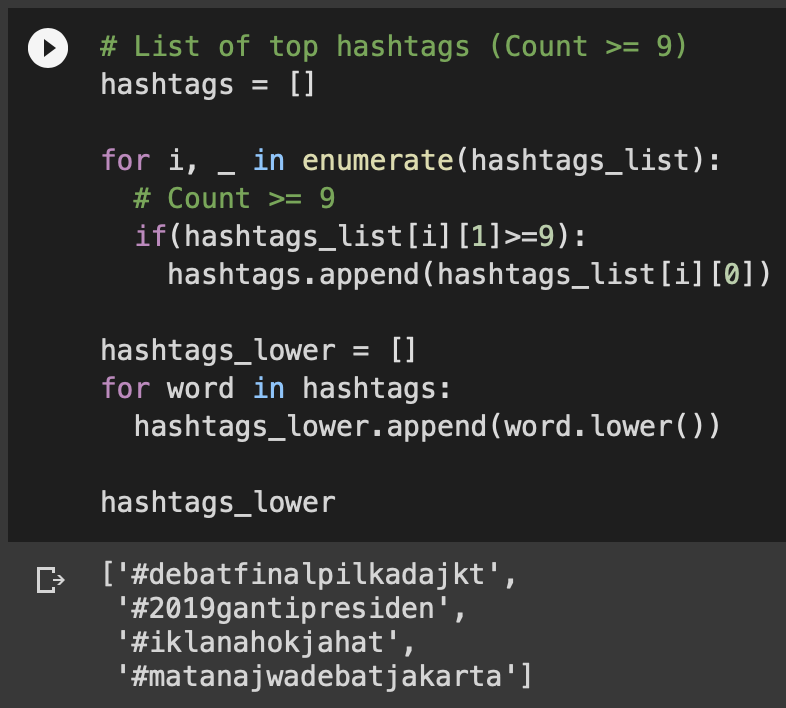 # List of top hashtags (Count >= 9)
hashtags = []
for i, _ in enumerate(hashtags_list):
  # Count >= 9
  if(hashtags_list[i][1]>=9):
    hashtags.append(hashtags_list[i][0])
hashtags_lower = []
for word in hashtags:
  hashtags_lower.append(word.lower())
hashtags_lower
['#debatfinalpilkadajkt',
 '#2019gantipresiden',
 '#iklanahokjahat',
 '#matanajwadebatjakarta']